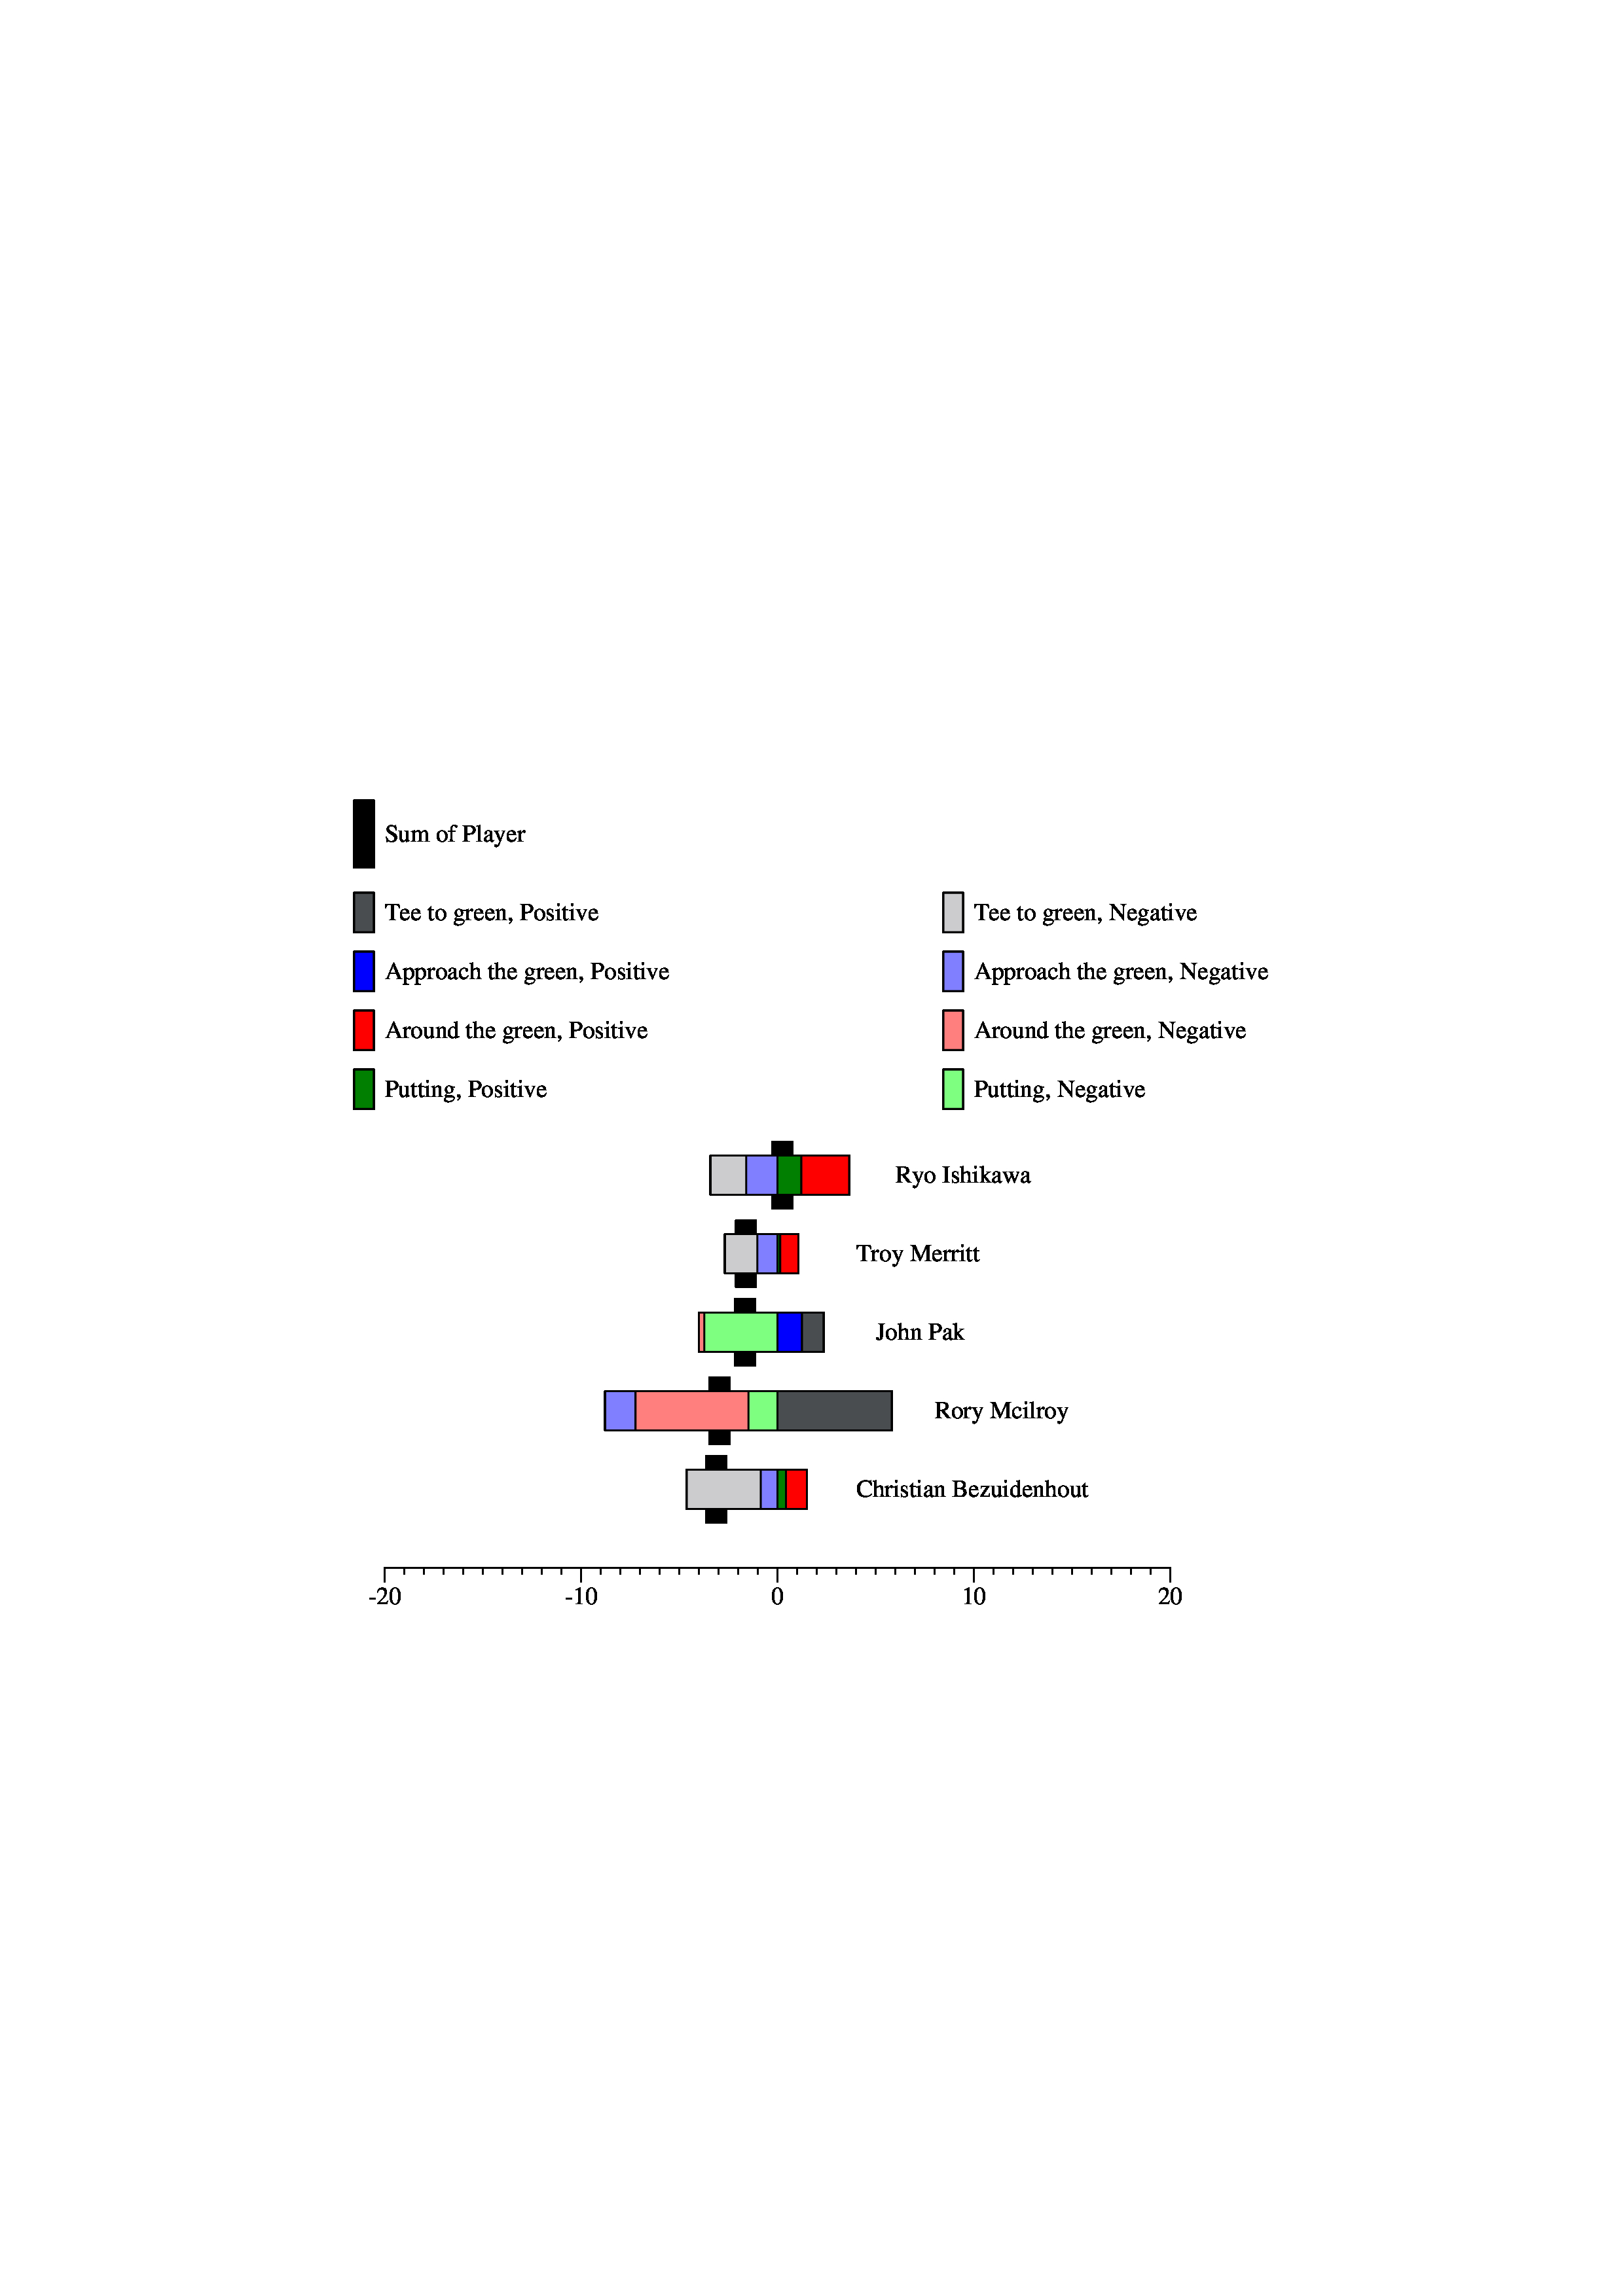 Sum of Player
Tee to green, Positive
Tee to green, Negative
Approach the green, Positive
Approach the green, Negative
Around the green, Positive
Around the green, Negative
Putting, Positive
Putting, Negative
Ryo Ishikawa
Troy Merritt
John Pak
Rory Mcilroy
Christian Bezuidenhout
-20 -10 0 10 20